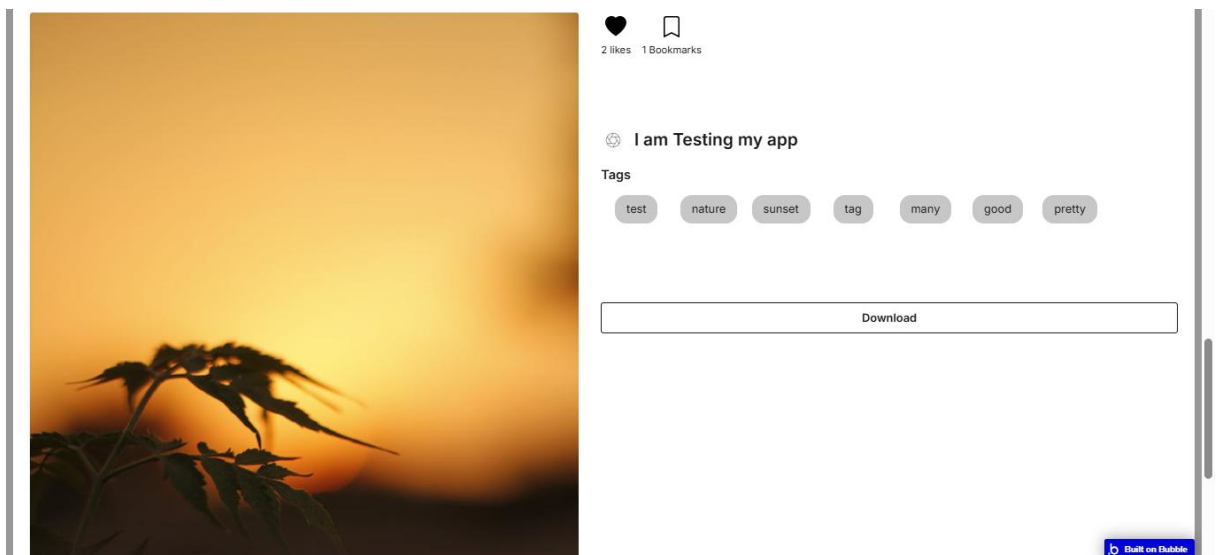 2 likes 1 Bookmarks
I am Testing my app
Tags
test nature sunset tag many good pretty
Download
Built on Bubble